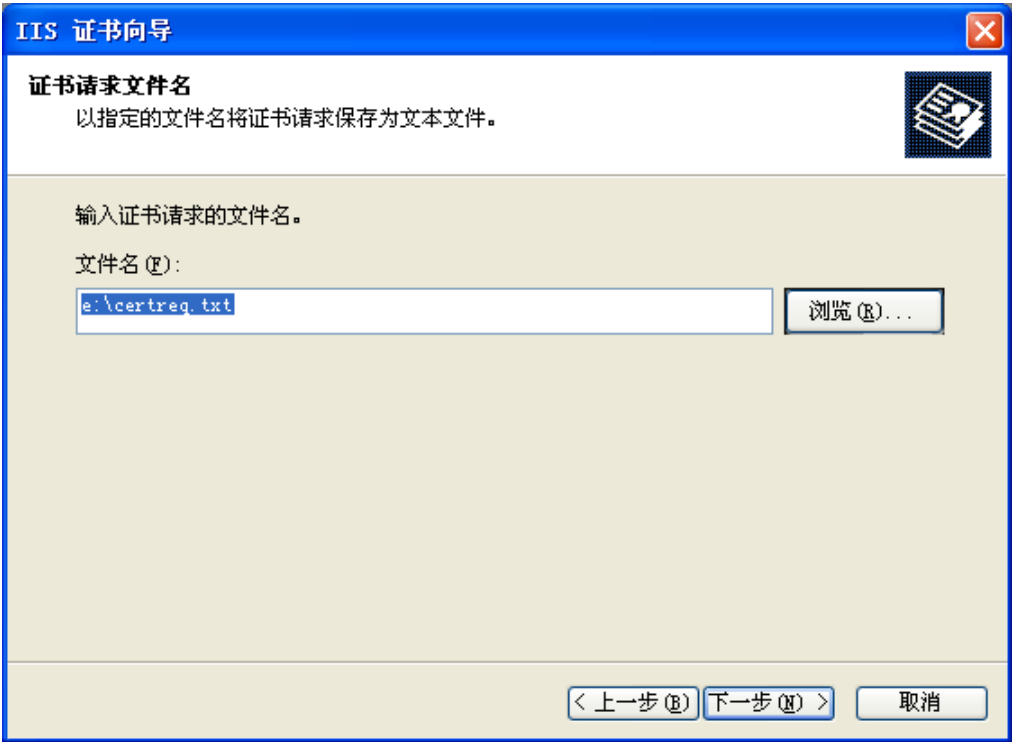 IIS 证书向导
证书请求文件名
以指定的文件名将证书请求保存为文本文件。
输入证书请求的文件名。
文件名(F):
e:\certreq.txt
浏览(R)...
< 上一步(B) 下一步(N) > 取消